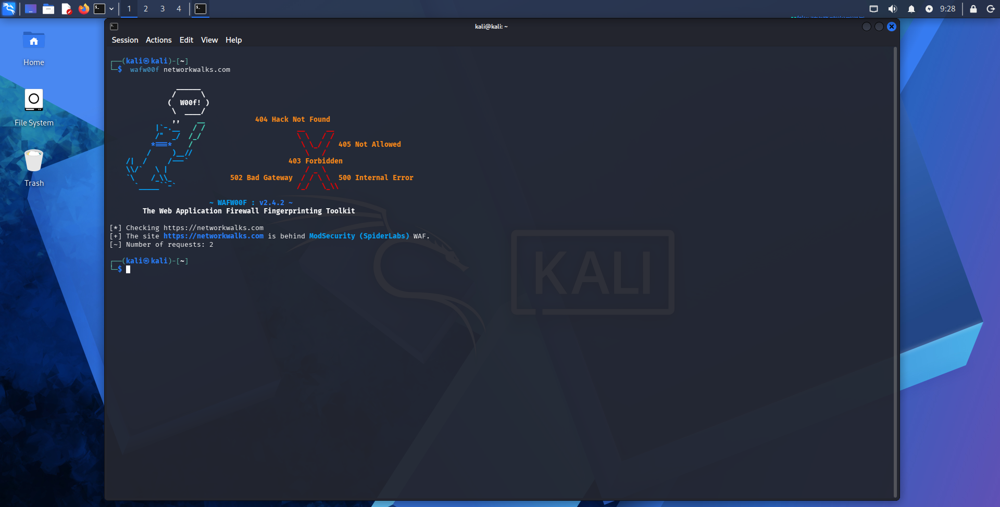 1 2 3 4 9:28
kali@kali: ~
Session Actions Edit View Help
Home
File System
Trash
┌──(kali㉿kali)-[~]
└─$ wafw00f networkwalks.com
W00f!
404 Hack Not Found
405 Not Allowed
403 Forbidden
502 Bad Gateway 500 Internal Error
~ WAFW00F : v2.4.2 ~
The Web Application Firewall Fingerprinting Toolkit
[*] Checking https://networkwalks.com
[+] The site https://networkwalks.com is behind ModSecurity (SpiderLabs) WAF.
[~] Number of requests: 2
┌──(kali㉿kali)-[~]
└─$
KALI